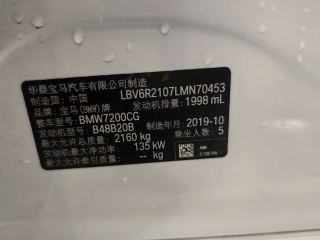 华晨宝马汽车有限公司制造
制造国：中国 LBV6R2107LMN70453
品牌：宝马(BMW)牌 发动机排量：1998 mL
整车型号：BMW7200CG
发动机型号：B48B20B 制造年月：2019-10
最大允许总质量：2160 kg 乘坐人数：5
发动机最大净功率：135 kW
最大允许牵引质量：/ kg